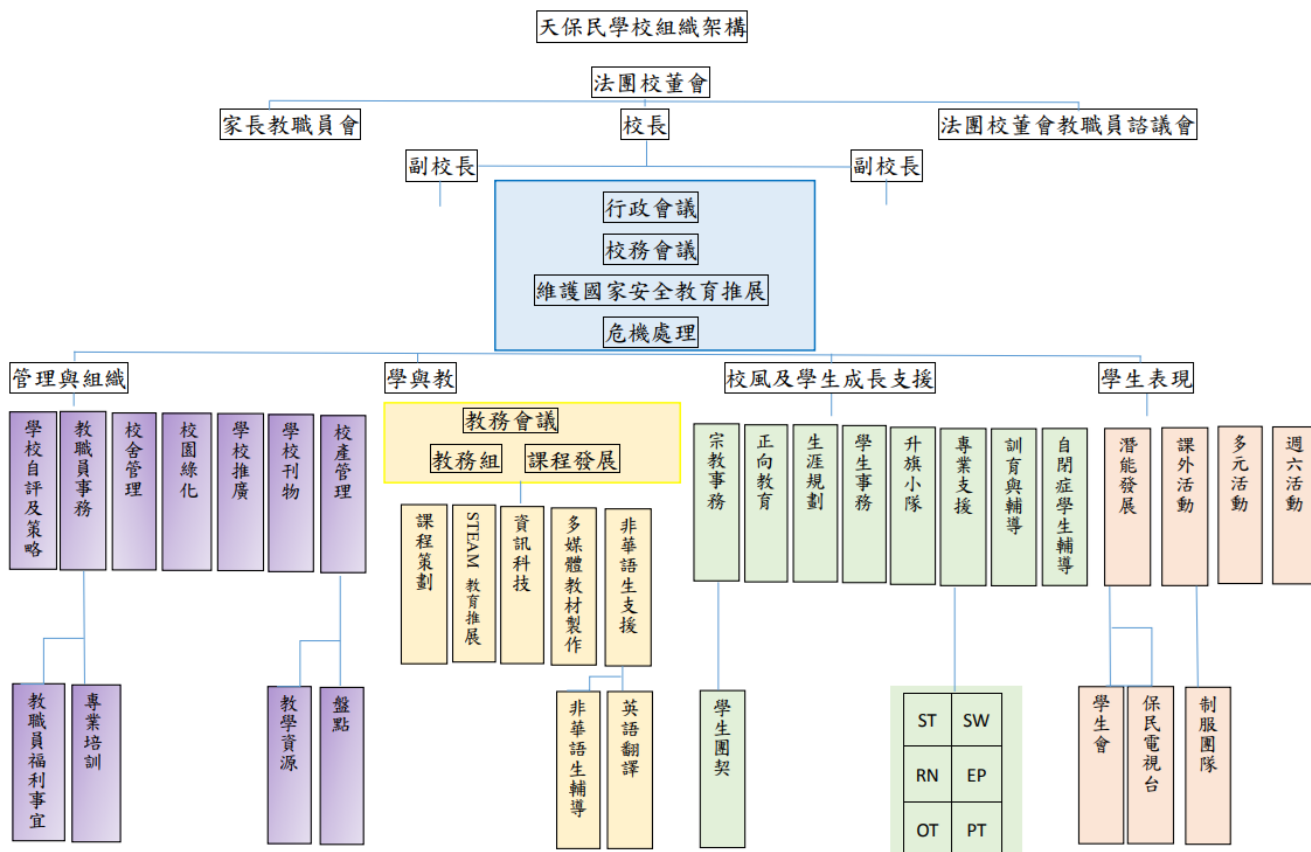 天保民學校組織架構
法團校董會
家長教職員會
校長
法團校董會教職員諮議會
副校長
副校長
行政會議
校務會議
維護國家安全教育推展
危機處理
管理與組織
學與教
校風及學生成長支援
學生表現
學校自評及策略
教職員事務
校舍管理
校園綠化
學校推廣
學校刊物
校產管理
教務會議
教務組
課程發展
課程策劃
STEAM 教育推展
資訊科技
多媒體教材製作
非華語生支援
宗教事務
正向教育
生涯規劃
學生事務
升旗小隊
專業支援
訓育與輔導
自閉症學生輔導
潛能發展
課外活動
多元活動
週六活動
教職員福利事宜
專業培訓
教學資源
盤點
非華語生輔導
英語翻譯
學生團契
ST SW
RN EP
OT PT
學生會
保民電視台
制服團隊